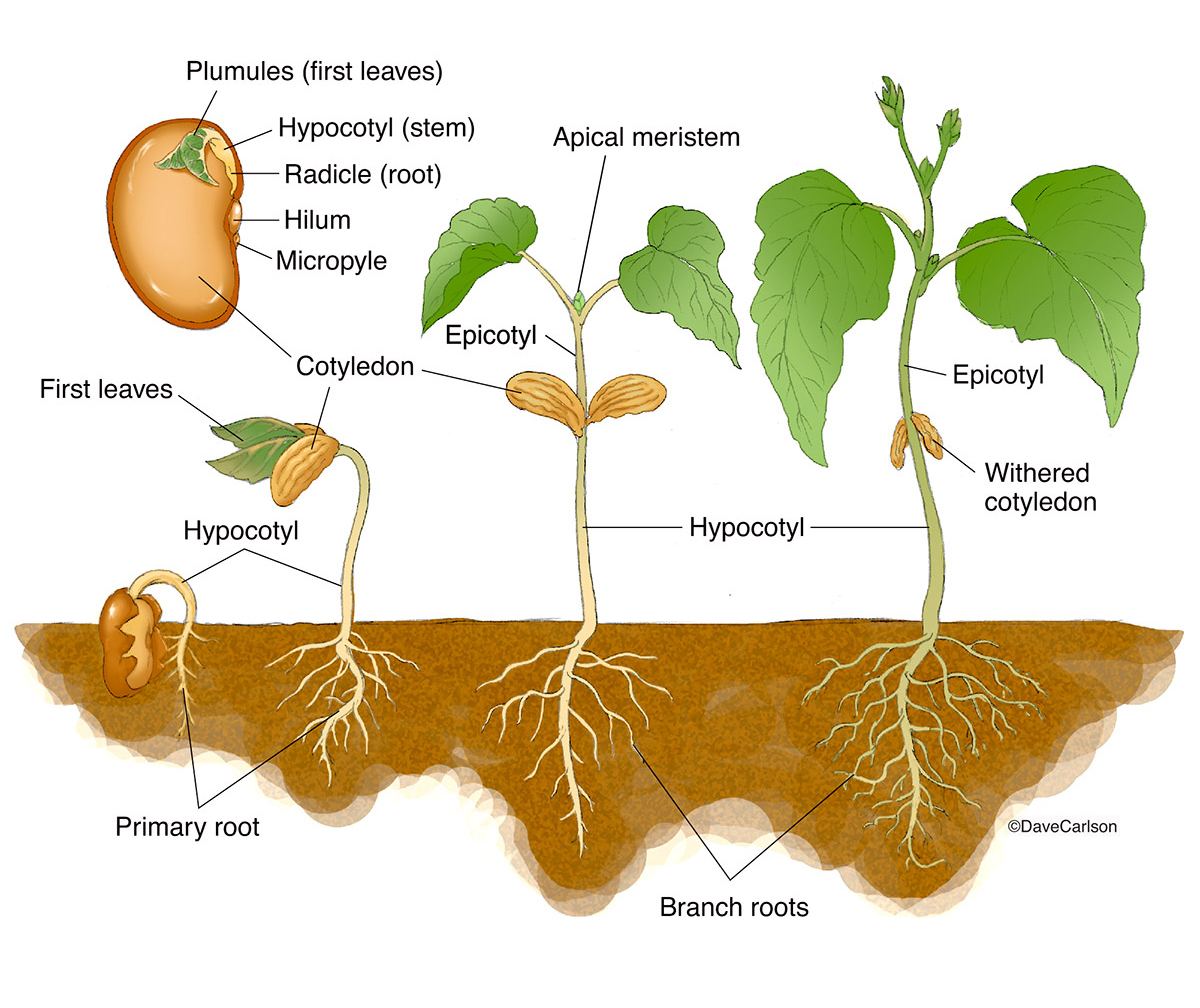 Plumules (first leaves)
Hypocotyl (stem)
Radicle (root)
Hilum
Micropyle
Apical meristem
Epicotyl
Cotyledon
First leaves
Epicotyl
Withered
cotyledon
Hypocotyl
Hypocotyl
Primary root
©DaveCarlson
Branch roots